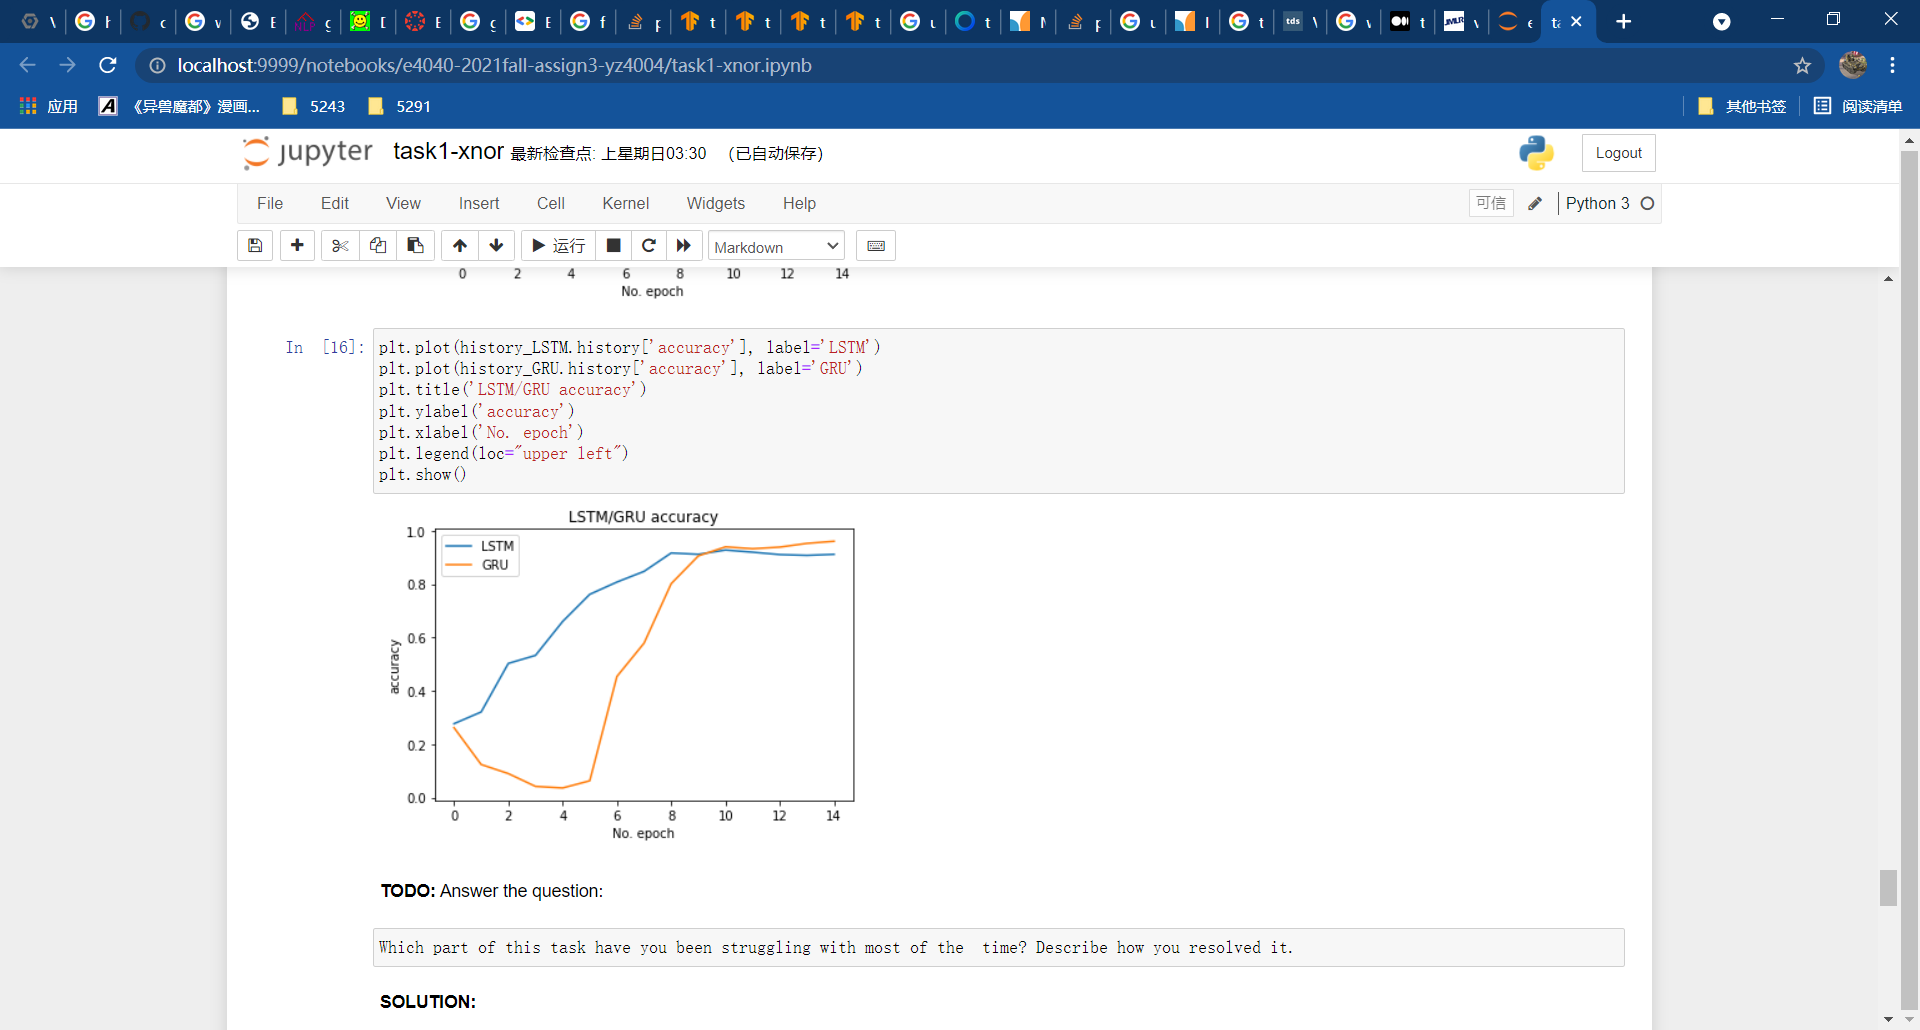 localhost:9999/notebooks/e4040-2021fall-assign3-yz4004/task1-xnor.ipynb
应用
《异兽魔都》漫画...
5243
5291
其他书签
阅读清单
jupyter
task1-xnor 最新检查点: 上星期日03:30 （已自动保存）
Logout
File Edit View Insert Cell Kernel Widgets Help
可信
Python 3
运行
Markdown
0 2 4 6 8 10 12 14
No. epoch
In [16]:
plt.plot(history_LSTM.history['accuracy'], label='LSTM')
plt.plot(history_GRU.history['accuracy'], label='GRU')
plt.title('LSTM/GRU accuracy')
plt.ylabel('accuracy')
plt.xlabel('No. epoch')
plt.legend(loc="upper left")
plt.show()
LSTM/GRU accuracy
LSTM
GRU
1.0
0.8
0.6
0.4
0.2
0.0
accuracy
0 2 4 6 8 10 12 14
No. epoch
TODO: Answer the question:
Which part of this task have you been struggling with most of the  time? Describe how you resolved it.
SOLUTION: